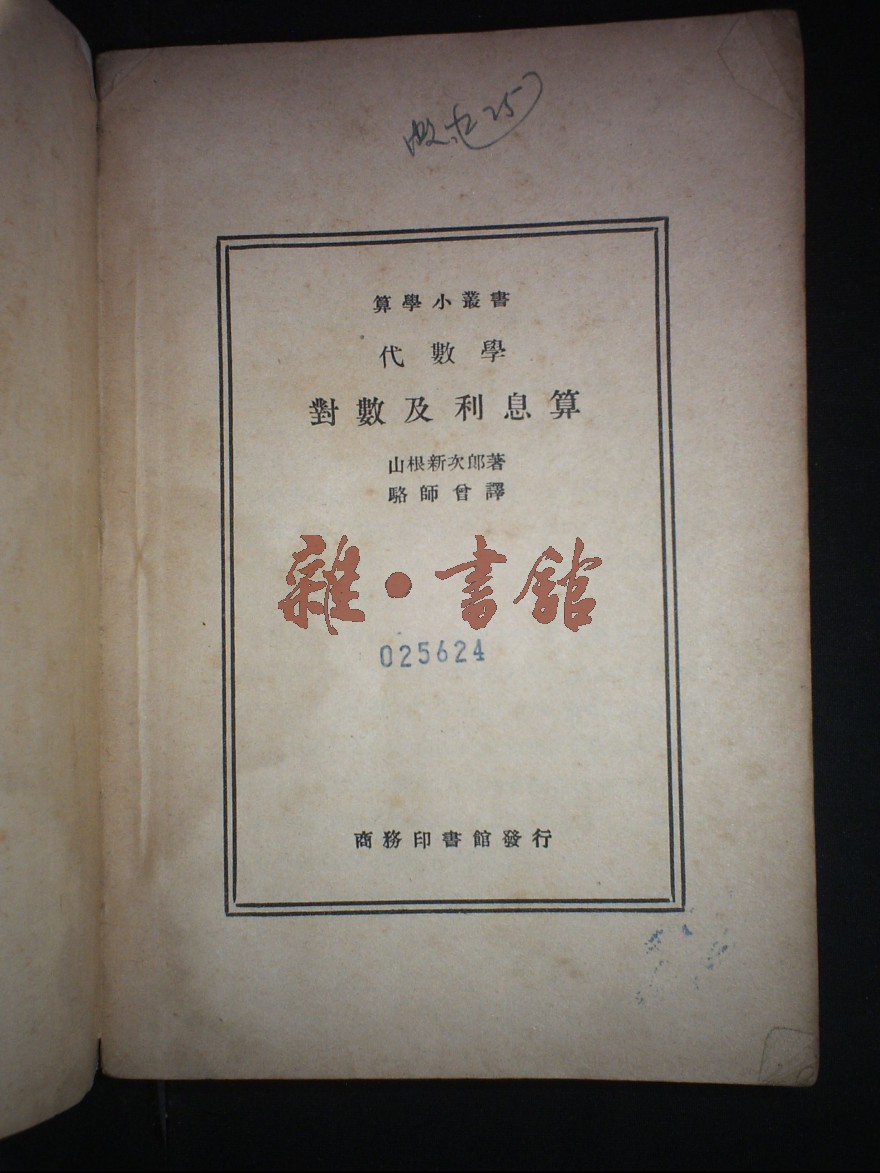 算學小叢書
代數學
對數及利息算
山根新次郎著
駱師曾譯
雜·書館
025624
商務印書館發行